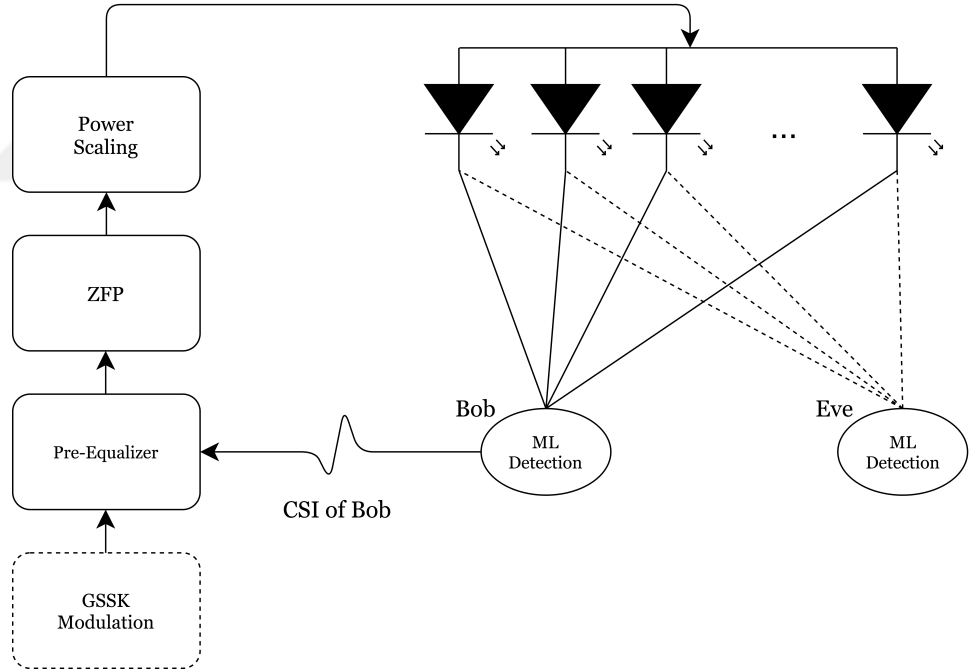 Power
Scaling
...
ZFP
Bob
Eve
Pre-Equalizer
ML
Detection
ML
Detection
CSI of Bob
GSSK
Modulation